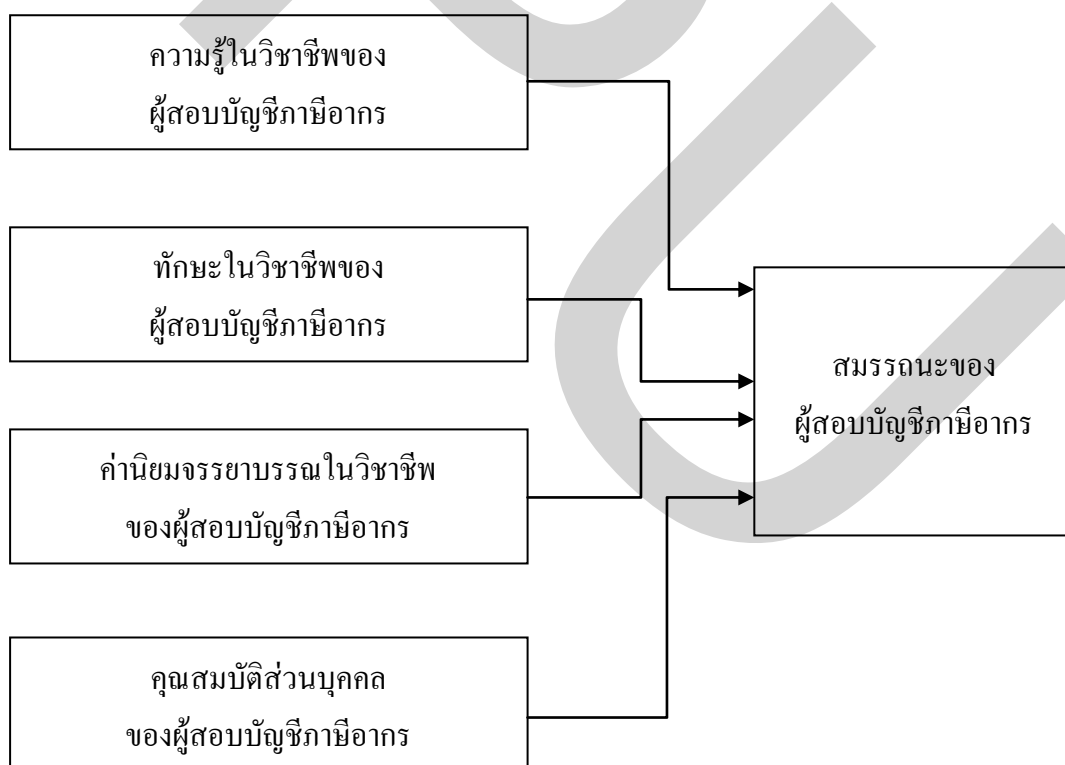 ความรู้ในวิชาชีพของ
ผู้สอบบัญชีภาษีอากร
ทักษะในวิชาชีพของ
ผู้สอบบัญชีภาษีอากร
สมรรถนะของ
ผู้สอบบัญชีภาษีอากร
ค่านิยมจรรยาบรรณในวิชาชีพ
ของผู้สอบบัญชีภาษีอากร
คุณสมบัติส่วนบุคคล
ของผู้สอบบัญชีภาษีอากร